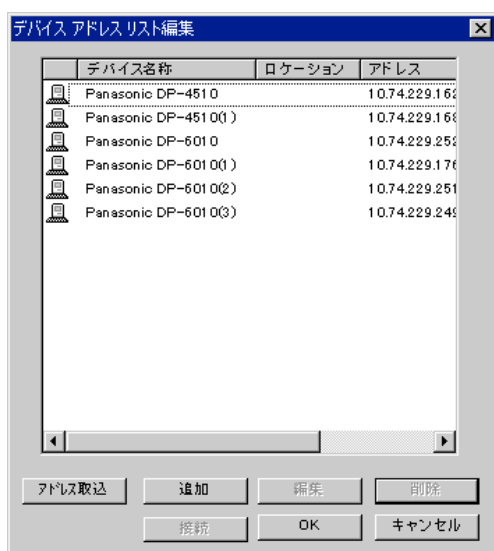 デバイス アドレス リスト編集
デバイス名称 ロケーション アドレス
Panasonic DP-4510 10.74.229.162
Panasonic DP-4510(1) 10.74.229.168
Panasonic DP-6010 10.74.229.252
Panasonic DP-6010(1) 10.74.229.176
Panasonic DP-6010(2) 10.74.229.251
Panasonic DP-6010(3) 10.74.229.249
ｱﾄﾞﾚｽ取込 追加 編集 削除
接続 OK キャンセル